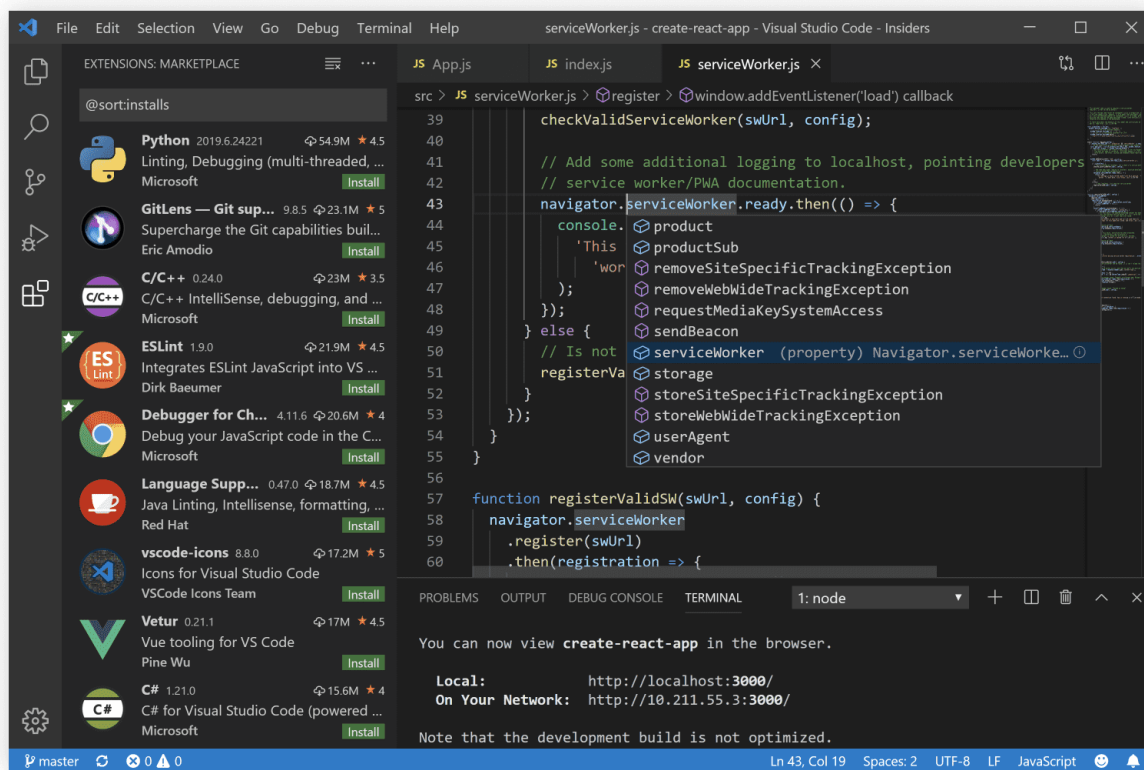 File Edit Selection View Go Debug Terminal Help serviceWorker.js - create-react-app - Visual Studio Code - Insiders
EXTENSIONS: MARKETPLACE
@sort:installs
Python 2019.6.24221 54.9M 4.5
Linting, Debugging (multi-threaded, ...
Microsoft Install
GitLens — Git sup... 9.8.5 23.1M 5
Supercharge the Git capabilities buil...
Eric Amodio Install
C/C++
C/C++ 0.24.0 23M 3.5
C/C++ IntelliSense, debugging, and ...
Microsoft Install
ES
Lint
ESLint 1.9.0 21.9M 4.5
Integrates ESLint JavaScript into VS ...
Dirk Baeumer Install
Debugger for Ch... 4.11.6 20.6M 4
Debug your JavaScript code in the C...
Microsoft Install
Language Supp... 0.47.0 18.7M 4.5
Java Linting, Intellisense, formatting, ...
Red Hat Install
vscode-icons 8.8.0 17.2M 5
Icons for Visual Studio Code
VSCode Icons Team Install
Vetur 0.21.1 17M 4.5
Vue tooling for VS Code
Pine Wu Install
C#
C# 1.21.0 15.6M 4
C# for Visual Studio Code (powered ...
Microsoft Install
JS App.js JS index.js JS serviceWorker.js
src > JS serviceWorker.js > register > window.addEventListener('load') callback
39 checkValidServiceWorker(swUrl, config);
40
41 // Add some additional logging to localhost, pointing developers
42 // service worker/PWA documentation.
43 navigator.serviceWorker.ready.then(() => {
44 console.
45 'This
46 'wor
47 );
48 });
49 } else {
50 // Is not
51 registerVa
52 }
53 });
54 }
55 }
56
57 function registerValidSW(swUrl, config) {
58 navigator.serviceWorker
59 .register(swUrl)
60 .then(registration => {
product
productSub
removeSiteSpecificTrackingException
removeWebWideTrackingException
requestMediaKeySystemAccess
sendBeacon
serviceWorker (property) Navigator.serviceWorke...
storage
storeSiteSpecificTrackingException
storeWebWideTrackingException
userAgent
vendor
PROBLEMS OUTPUT DEBUG CONSOLE TERMINAL 1: node
You can now view create-react-app in the browser.
Local: http://localhost:3000/
On Your Network: http://10.211.55.3:3000/
Note that the development build is not optimized.
master 0 0 Ln 43, Col 19 Spaces: 2 UTF-8 LF JavaScript